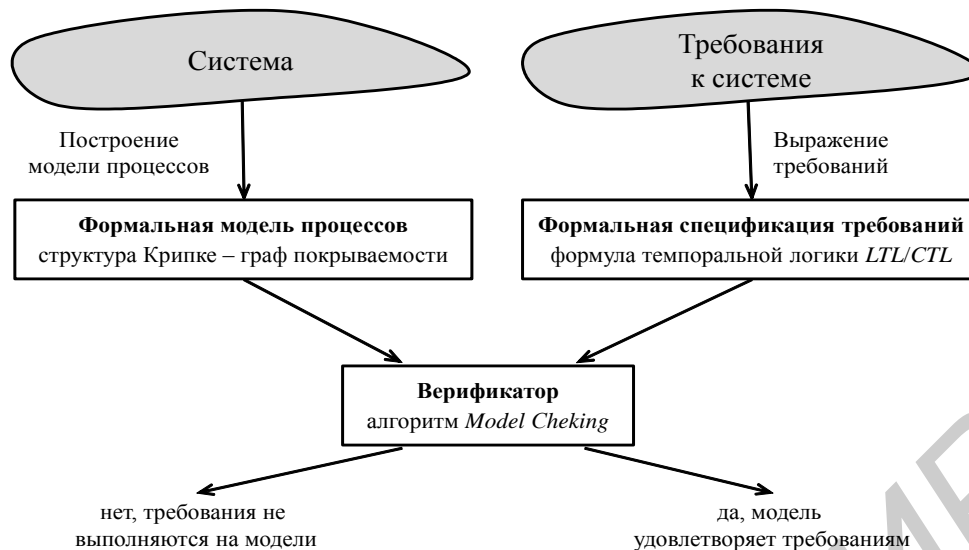 Система
Требования
к системе
Построение
модели процессов
Выражение
требований
Формальная модель процессов
структура Крипке – граф покрываемости
Формальная спецификация требований
формула темпоральной логики LTL/CTL
Верификатор
алгоритм Model Cheking
нет, требования не
выполняются на модели
да, модель
удовлетворяет требованиям